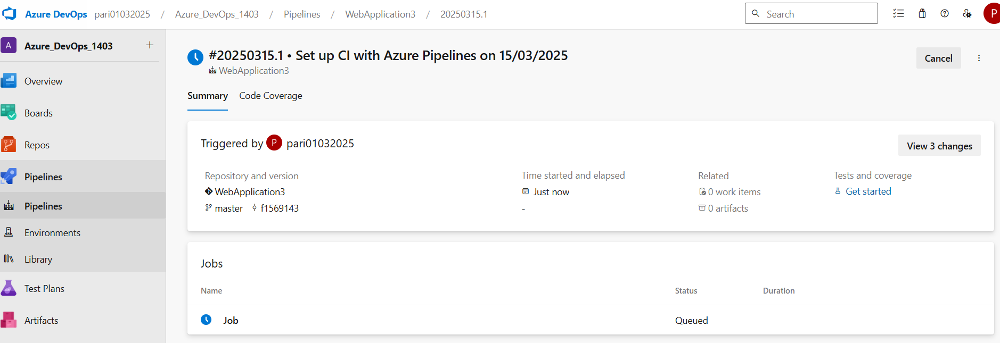 Azure DevOps pari01032025 / Azure_DevOps_1403 / Pipelines / WebApplication3 / 20250315.1 Search P
A Azure_DevOps_1403 +
Overview
Boards
Repos
Pipelines
Pipelines
Environments
Library
Test Plans
Artifacts
#20250315.1 • Set up CI with Azure Pipelines on 15/03/2025
WebApplication3
Cancel
Summary Code Coverage
Triggered by P pari01032025
View 3 changes
Repository and version
WebApplication3
master f1569143
Time started and elapsed
Just now
-
Related
0 work items
0 artifacts
Tests and coverage
Get started
Jobs
Name Status Duration
Job Queued